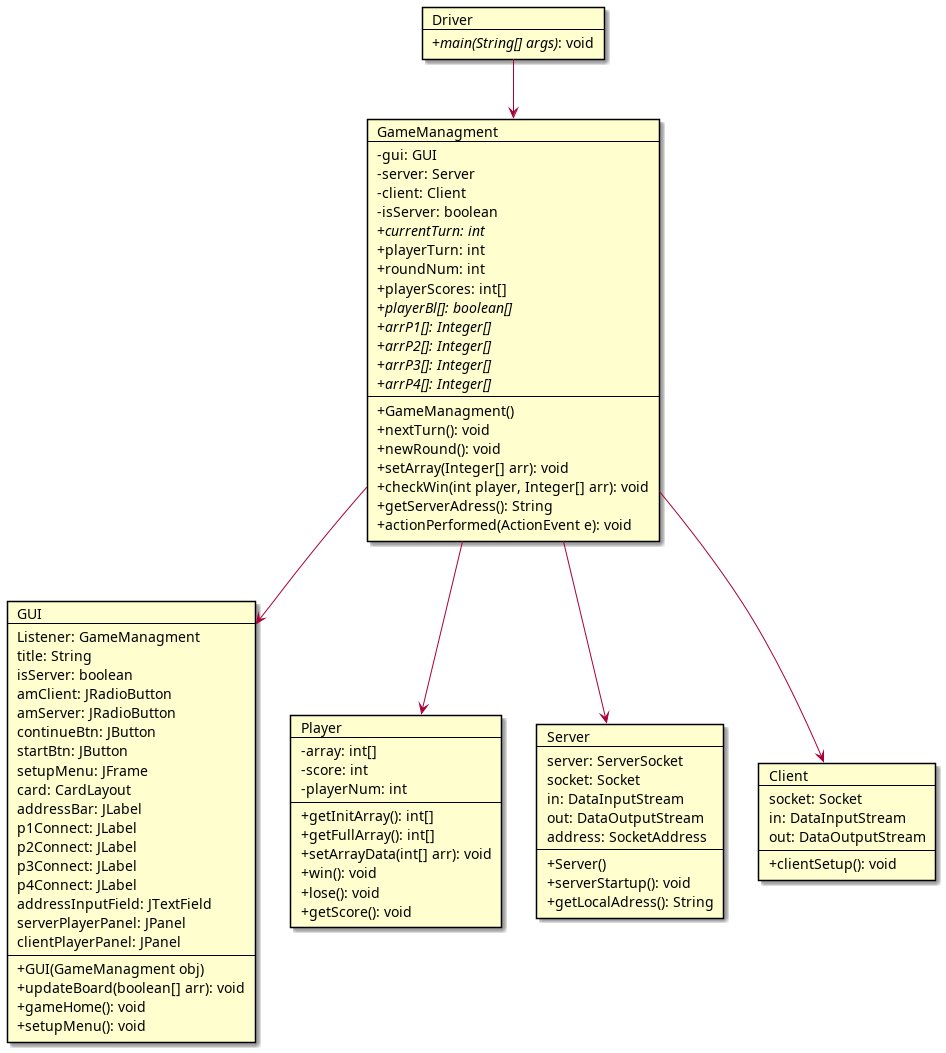 Driver
+main(String[] args): void
GameManagment
-gui: GUI
-server: Server
-client: Client
-isServer: boolean
+currentTurn: int
+playerTurn: int
+roundNum: int
+playerScores: int[]
+playerBl[]: boolean[]
+arrP1[]: Integer[]
+arrP2[]: Integer[]
+arrP3[]: Integer[]
+arrP4[]: Integer[]
+GameManagment()
+nextTurn(): void
+newRound(): void
+setArray(Integer[] arr): void
+checkWin(int player, Integer[] arr): void
+getServerAdress(): String
+actionPerformed(ActionEvent e): void
GUI
Listener: GameManagment
title: String
isServer: boolean
amClient: JRadioButton
amServer: JRadioButton
continueBtn: JButton
startBtn: JButton
setupMenu: JFrame
card: CardLayout
addressBar: JLabel
p1Connect: JLabel
p2Connect: JLabel
p3Connect: JLabel
p4Connect: JLabel
addressInputField: JTextField
serverPlayerPanel: JPanel
clientPlayerPanel: JPanel
+GUI(GameManagment obj)
+updateBoard(boolean[] arr): void
+gameHome(): void
+setupMenu(): void
Player
-array: int[]
-score: int
-playerNum: int
+getInitArray(): int[]
+getFullArray(): int[]
+setArrayData(int[] arr): void
+win(): void
+lose(): void
+getScore(): void
Server
server: ServerSocket
socket: Socket
in: DataInputStream
out: DataOutputStream
address: SocketAddress
+Server()
+serverStartup(): void
+getLocalAdress(): String
Client
socket: Socket
in: DataInputStream
out: DataOutputStream
+clientSetup(): void